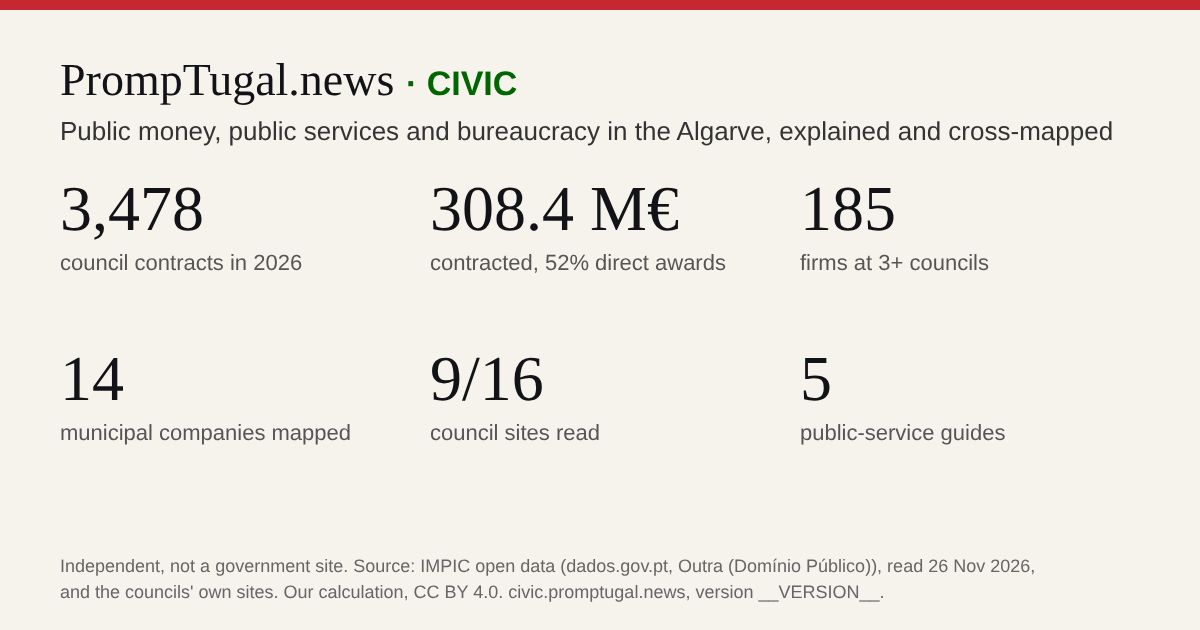 PrompTugal.news · CIVIC
Public money, public services and bureaucracy in the Algarve, explained and cross-mapped
3,478
council contracts in 2026
308.4 M€
contracted, 52% direct awards
185
firms at 3+ councils
14
municipal companies mapped
9/16
council sites read
5
public-service guides
Independent, not a government site. Source: IMPIC open data (dados.gov.pt, Outra (Domínio Público)), read 26 Nov 2026,
and the councils' own sites. Our calculation, CC BY 4.0. civic.promptugal.news, version __VERSION__.